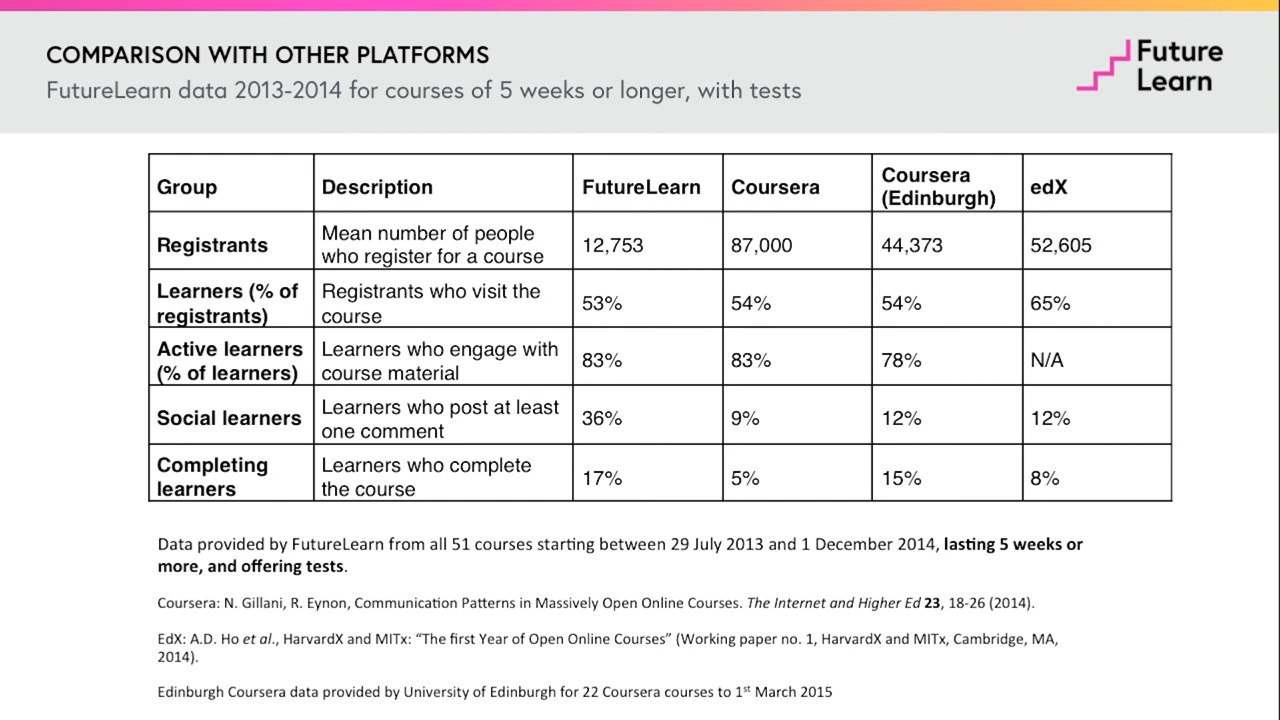 COMPARISON WITH OTHER PLATFORMS
FutureLearn data 2013-2014 for courses of 5 weeks or longer, with tests
Future
Learn
Group Description FutureLearn Coursera Coursera (Edinburgh) edX
Registrants Mean number of people who register for a course 12,753 87,000 44,373 52,605
Learners (% of registrants) Registrants who visit the course 53% 54% 54% 65%
Active learners (% of learners) Learners who engage with course material 83% 83% 78% N/A
Social learners Learners who post at least one comment 36% 9% 12% 12%
Completing learners Learners who complete the course 17% 5% 15% 8%
Data provided by FutureLearn from all 51 courses starting between 29 July 2013 and 1 December 2014, lasting 5 weeks or
more, and offering tests.
Coursera: N. Gillani, R. Eynon, Communication Patterns in Massively Open Online Courses. The Internet and Higher Ed 23, 18-26 (2014).
EdX: A.D. Ho et al., HarvardX and MITx: “The first Year of Open Online Courses” (Working paper no. 1, HarvardX and MITx, Cambridge, MA,
2014).
Edinburgh Coursera data provided by University of Edinburgh for 22 Coursera courses to 1st March 2015